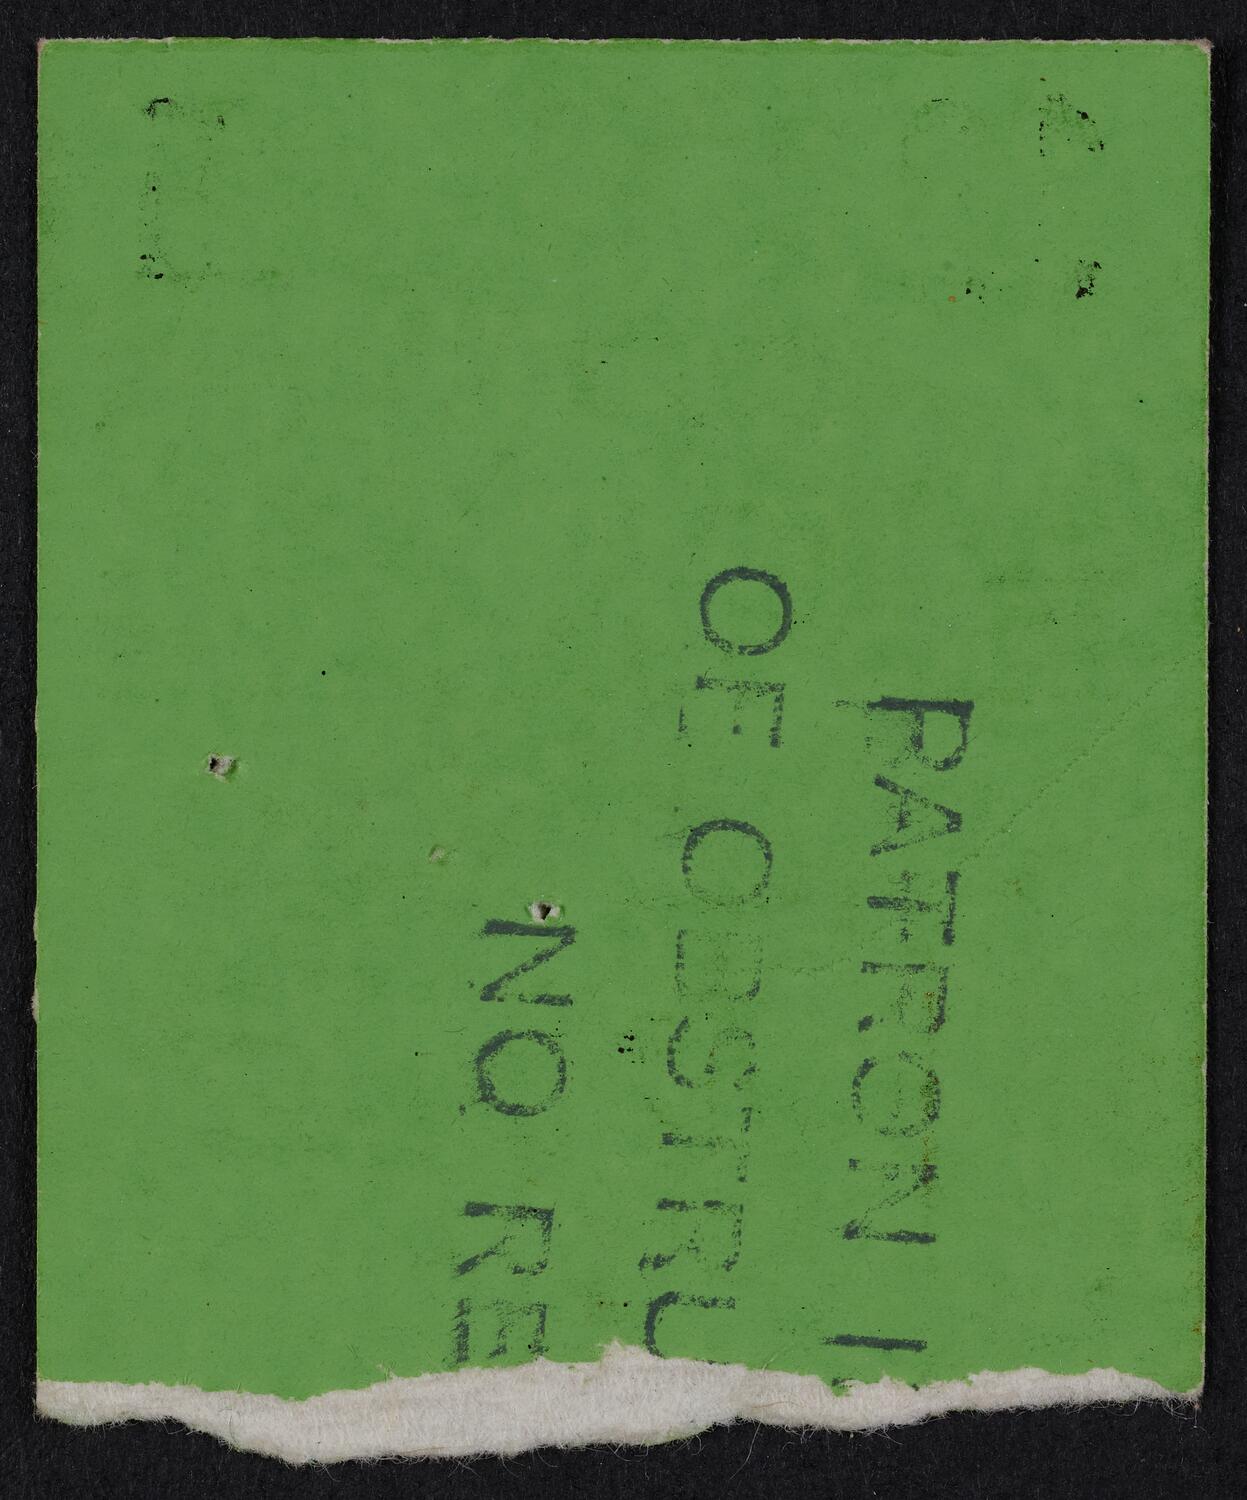 PATRON I
OF OBSTRU
NO RE